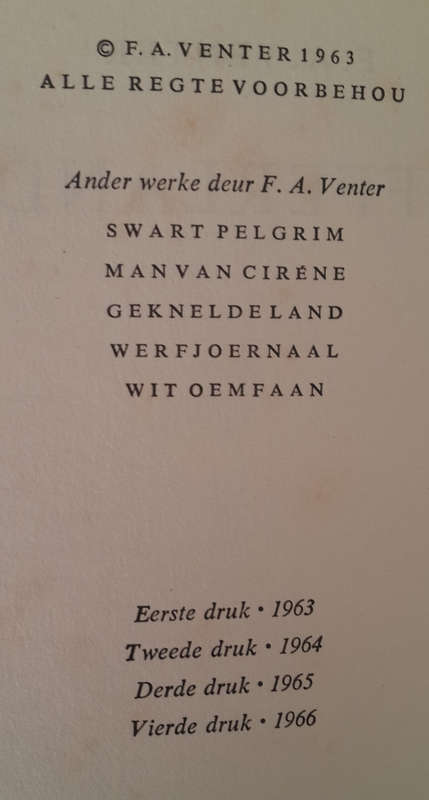 © F. A. VENTER 1963
ALLE REGTE VOORBEHOU
Ander werke deur F. A. Venter
SWART PELGRIM
MAN VAN CIRÉNE
GEKNELDE LAND
WERFJOERNAAL
WIT OEMFAAN
Eerste druk • 1963
Tweede druk • 1964
Derde druk • 1965
Vierde druk • 1966